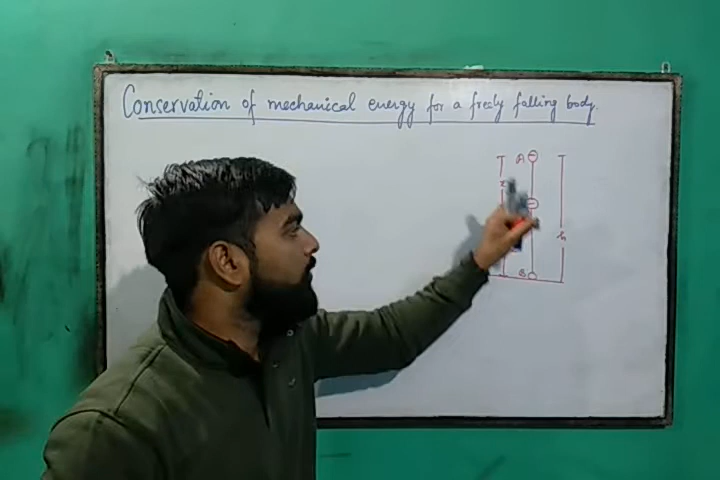 Conservation of mechanical energy for a freely falling body.
A
x
h
B